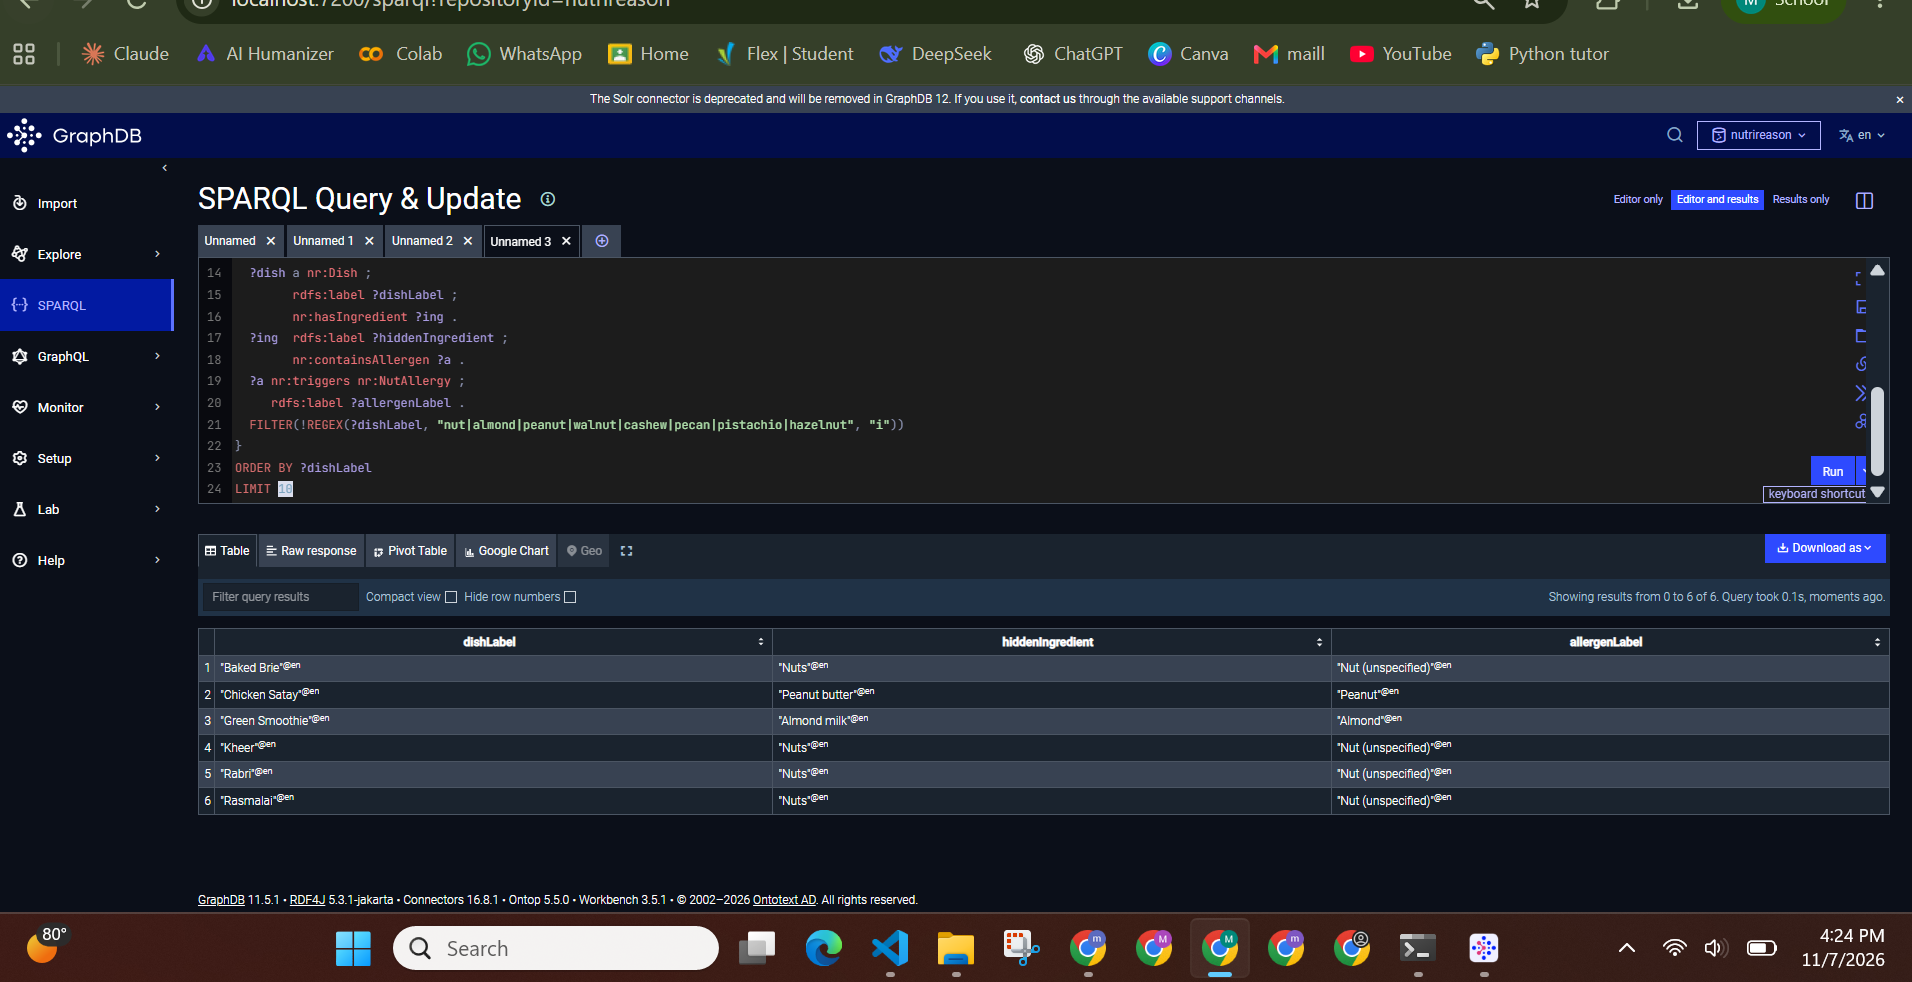 localhost:7200/sparql?repositoryId=nutrireason
M School
Claude AI Humanizer Colab WhatsApp Home Flex | Student DeepSeek ChatGPT Canva maill YouTube Python tutor
The Solr connector is deprecated and will be removed in GraphDB 12. If you use it, contact us through the available support channels. ×
GraphDB nutrireason en
Import
Explore
SPARQL
GraphQL
Monitor
Setup
Lab
Help
SPARQL Query & Update Editor only Editor and results Results only
Unnamed × Unnamed 1 × Unnamed 2 × Unnamed 3 ×
14 ?dish a nr:Dish ;
15 rdfs:label ?dishLabel ;
16 nr:hasIngredient ?ing .
17 ?ing rdfs:label ?hiddenIngredient ;
18 nr:containsAllergen ?a .
19 ?a nr:triggers nr:NutAllergy ;
20 rdfs:label ?allergenLabel .
21 FILTER(!REGEX(?dishLabel, "nut|almond|peanut|walnut|cashew|pecan|pistachio|hazelnut", "i"))
22 }
23 ORDER BY ?dishLabel
24 LIMIT 10
Run
keyboard shortcut
Table Raw response Pivot Table Google Chart Geo Download as
Filter query results Compact view Hide row numbers Showing results from 0 to 6 of 6. Query took 0.1s, moments ago.
dishLabel hiddenIngredient allergenLabel
1 "Baked Brie"@en "Nuts"@en "Nut (unspecified)"@en
2 "Chicken Satay"@en "Peanut butter"@en "Peanut"@en
3 "Green Smoothie"@en "Almond milk"@en "Almond"@en
4 "Kheer"@en "Nuts"@en "Nut (unspecified)"@en
5 "Rabri"@en "Nuts"@en "Nut (unspecified)"@en
6 "Rasmalai"@en "Nuts"@en "Nut (unspecified)"@en
GraphDB 11.5.1 • RDF4J 5.3.1-jakarta • Connectors 16.8.1 • Ontop 5.5.0 • Workbench 3.5.1 • © 2002–2026 Ontotext AD. All rights reserved.
80° Search 4:24 PM
11/7/2026